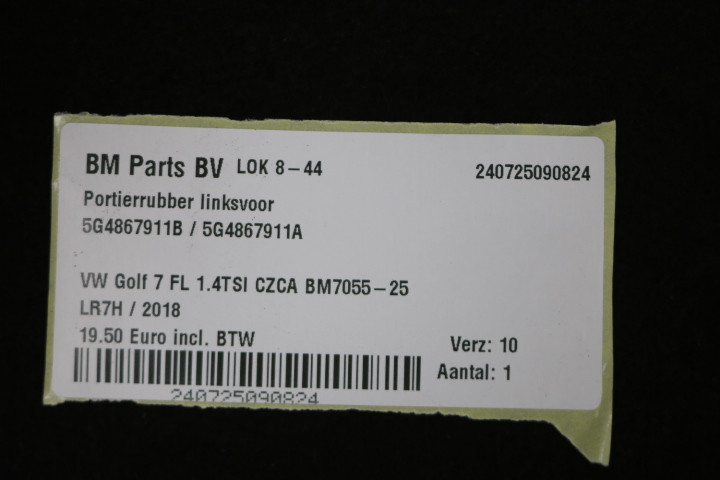 BM Parts BV LOK 8-44 240725090824
Portierrubber linksvoor
5G4867911B / 5G4867911A
VW Golf 7 FL 1.4TSI CZCA BM7055-25
LR7H / 2018
19.50 Euro incl. BTW
Verz: 10
Aantal: 1
240725090824